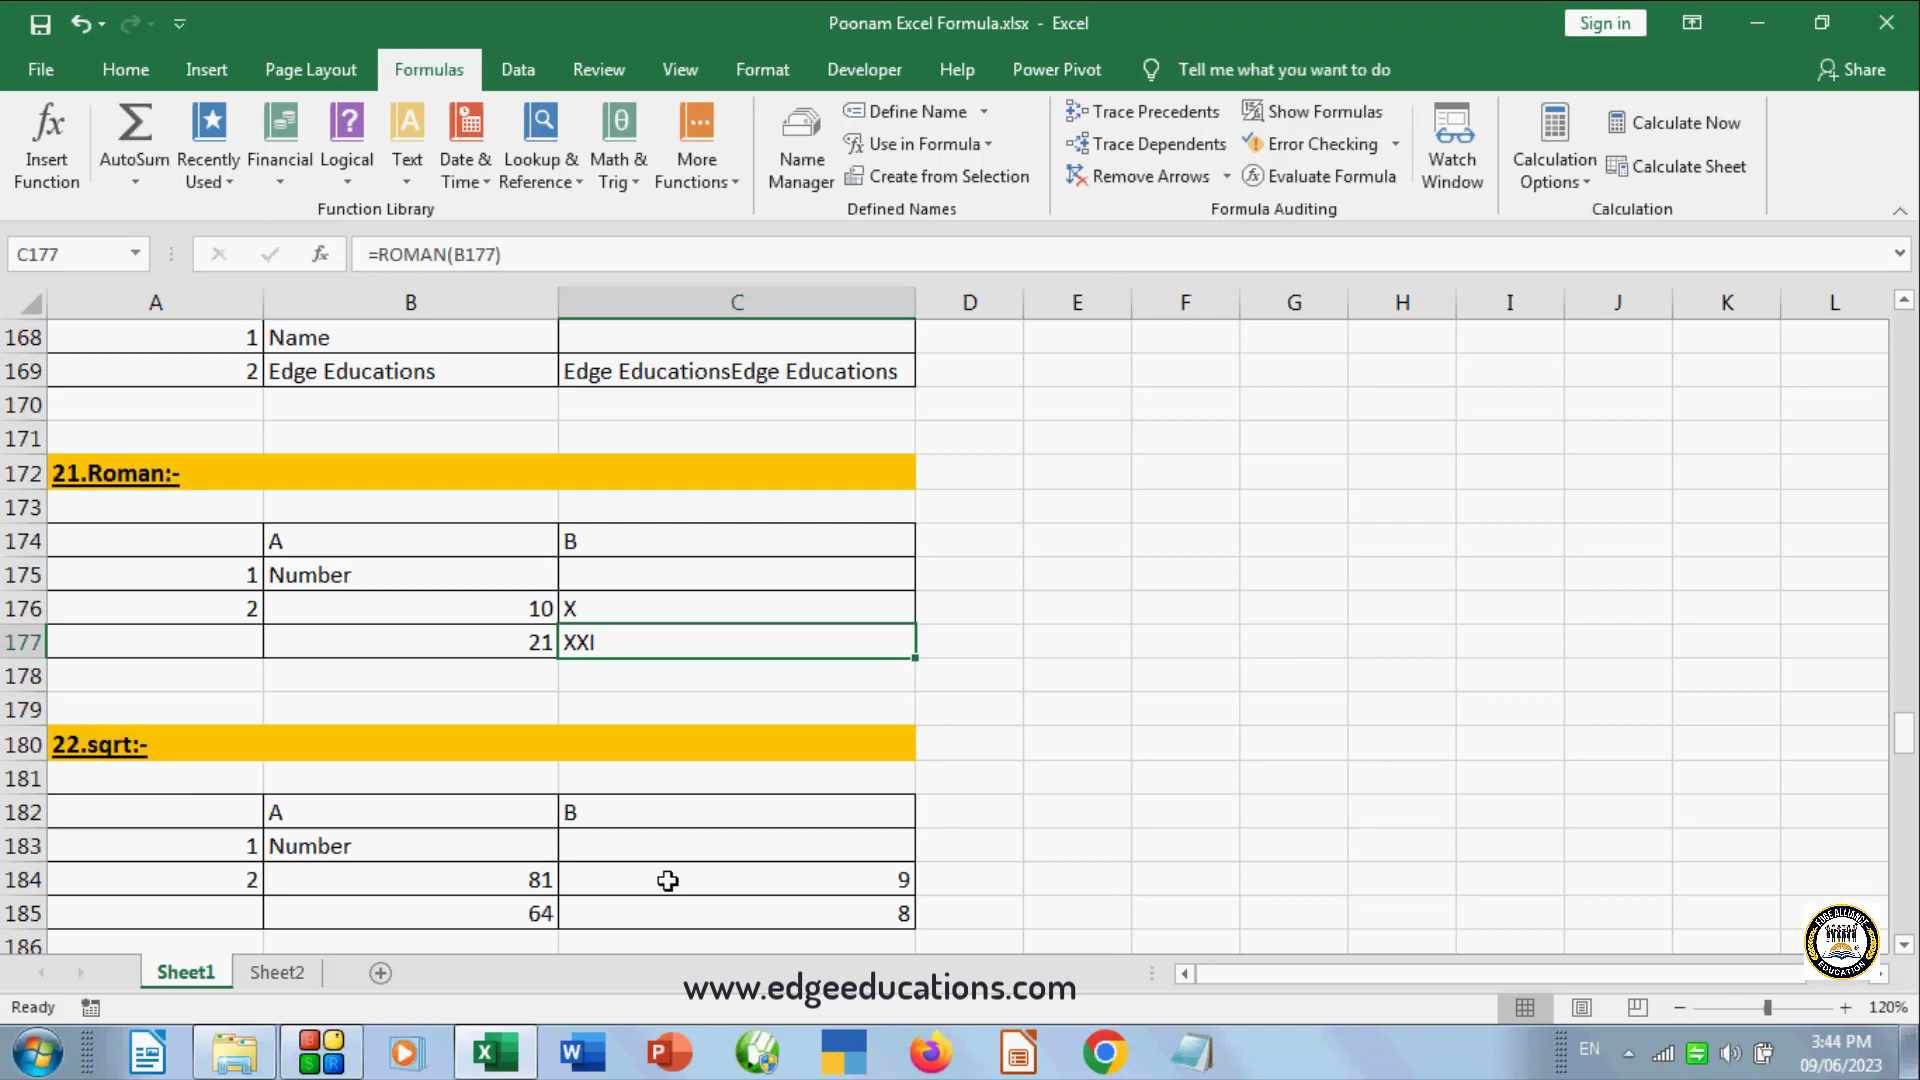 Poonam Excel Formula.xlsx - Excel
Sign in
File Home Insert Page Layout Formulas Data Review View Format Developer Help Power Pivot Tell me what you want to do Share
fx Insert Function
AutoSum
Recently Used
Financial
Logical
Text
Date & Time
Lookup & Reference
Math & Trig
More Functions
Function Library
Name Manager
Define Name
Use in Formula
Create from Selection
Defined Names
Trace Precedents
Trace Dependents
Remove Arrows
Show Formulas
Error Checking
Evaluate Formula
Formula Auditing
Watch Window
Calculation Options
Calculate Now
Calculate Sheet
Calculation
C177 fx =ROMAN(B177)
A B C D E F G H I J K L
168 1 Name
169 2 Edge Educations Edge EducationsEdge Educations
170
171
172 21.Roman:-
173
174 A B
175 1 Number
176 2 10 X
177 21 XXI
178
179
180 22.sqrt:-
181
182 A B
183 1 Number
184 2 81 9
185 64 8
186
Sheet1 Sheet2
www.edgeeducations.com
EDGE ALLIANCE EDUCATION
Ready 120%
EN 3:44 PM
09/06/2023